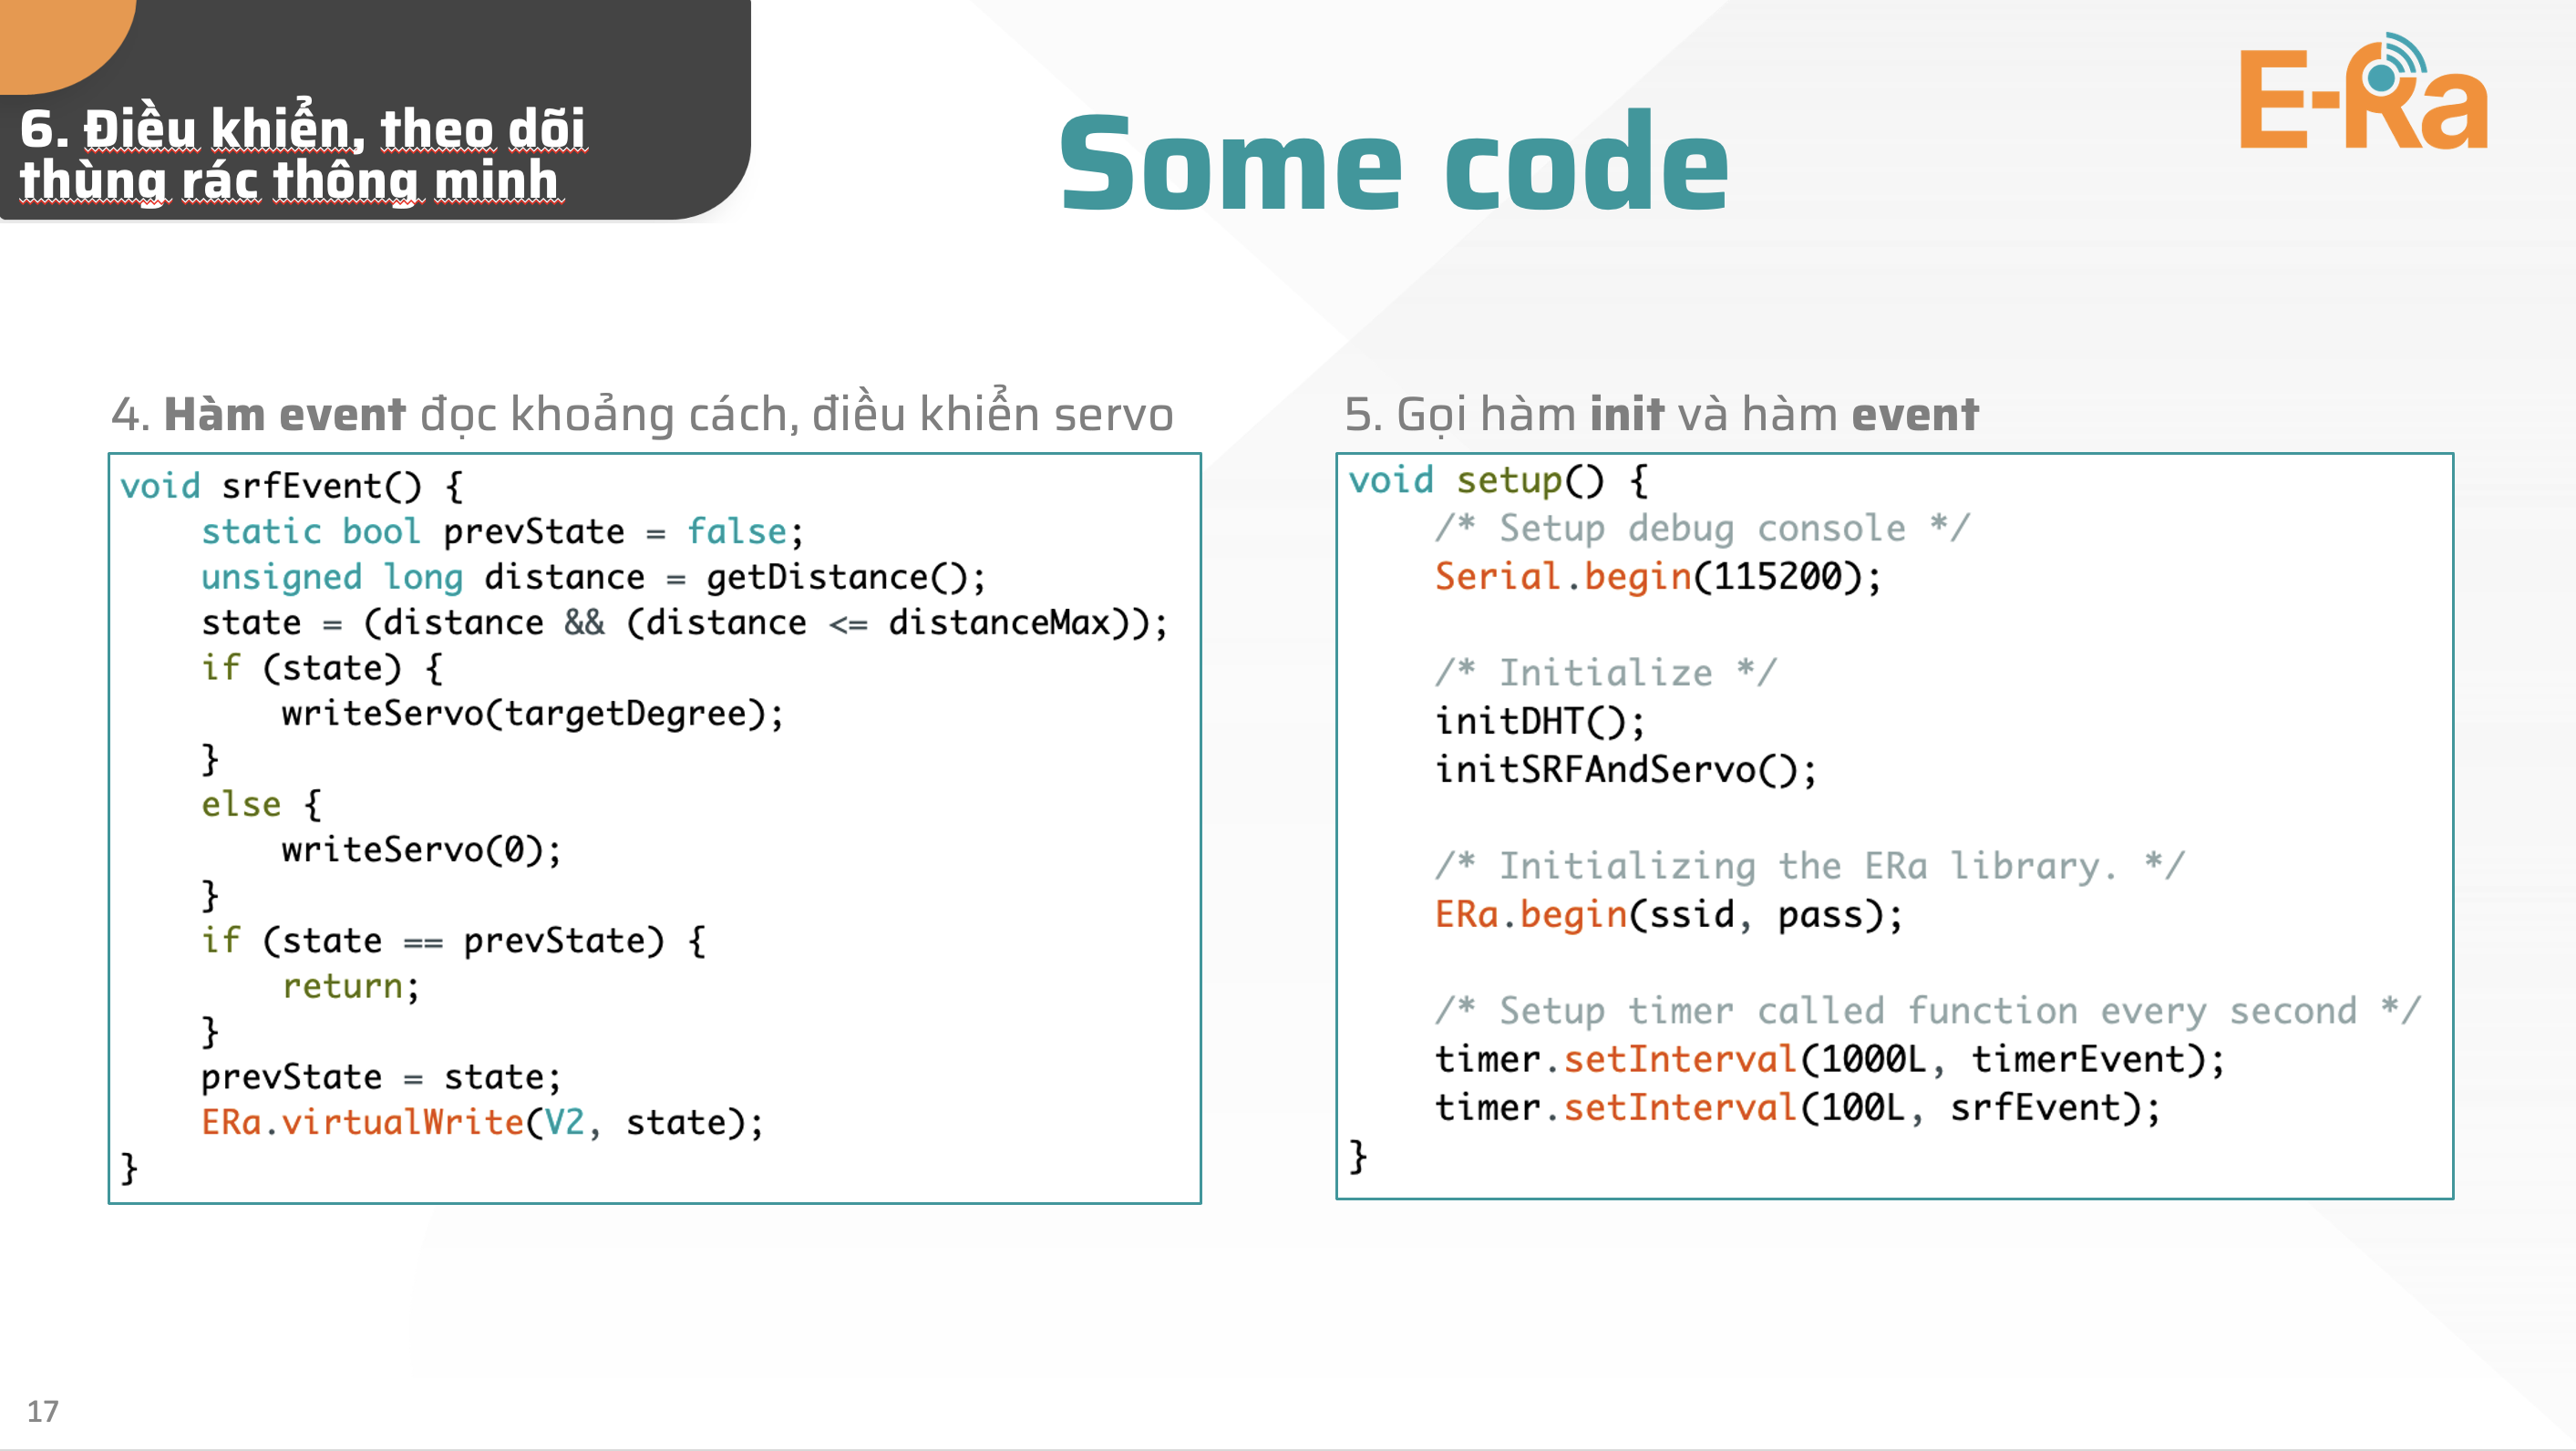 6. Điều khiển, theo dõi
thùng rác thông minh
E-Ra
Some code
4. Hàm event đọc khoảng cách, điều khiển servo
void srfEvent() {
    static bool prevState = false;
    unsigned long distance = getDistance();
    state = (distance && (distance <= distanceMax));
    if (state) {
        writeServo(targetDegree);
    }
    else {
        writeServo(0);
    }
    if (state == prevState) {
        return;
    }
    prevState = state;
    ERa.virtualWrite(V2, state);
}
5. Gọi hàm init và hàm event
void setup() {
    /* Setup debug console */
    Serial.begin(115200);
    /* Initialize */
    initDHT();
    initSRFAndServo();
    /* Initializing the ERa library. */
    ERa.begin(ssid, pass);
    /* Setup timer called function every second */
    timer.setInterval(1000L, timerEvent);
    timer.setInterval(100L, srfEvent);
}
17